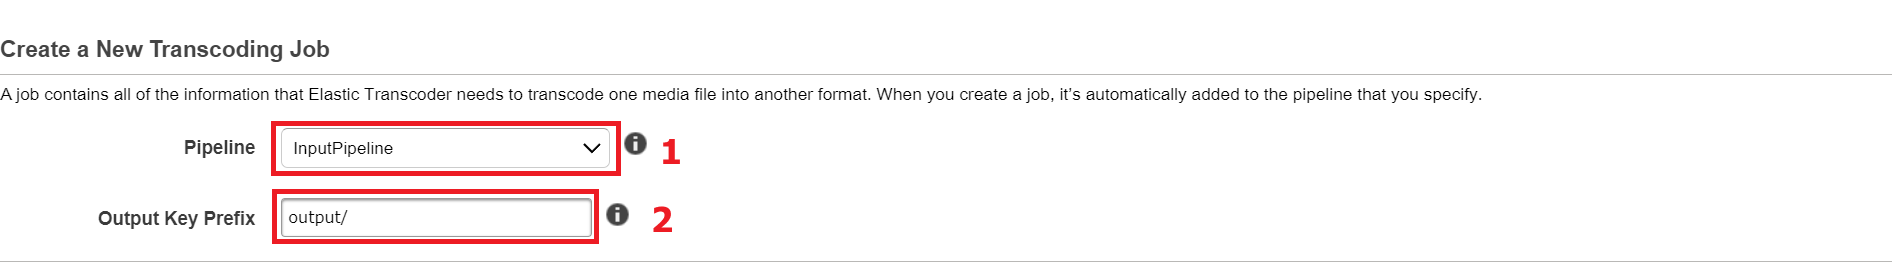 Create a New Transcoding Job
A job contains all of the information that Elastic Transcoder needs to transcode one media file into another format. When you create a job, it's automatically added to the pipeline that you specify.
Pipeline InputPipeline i 1
Output Key Prefix output/ i 2